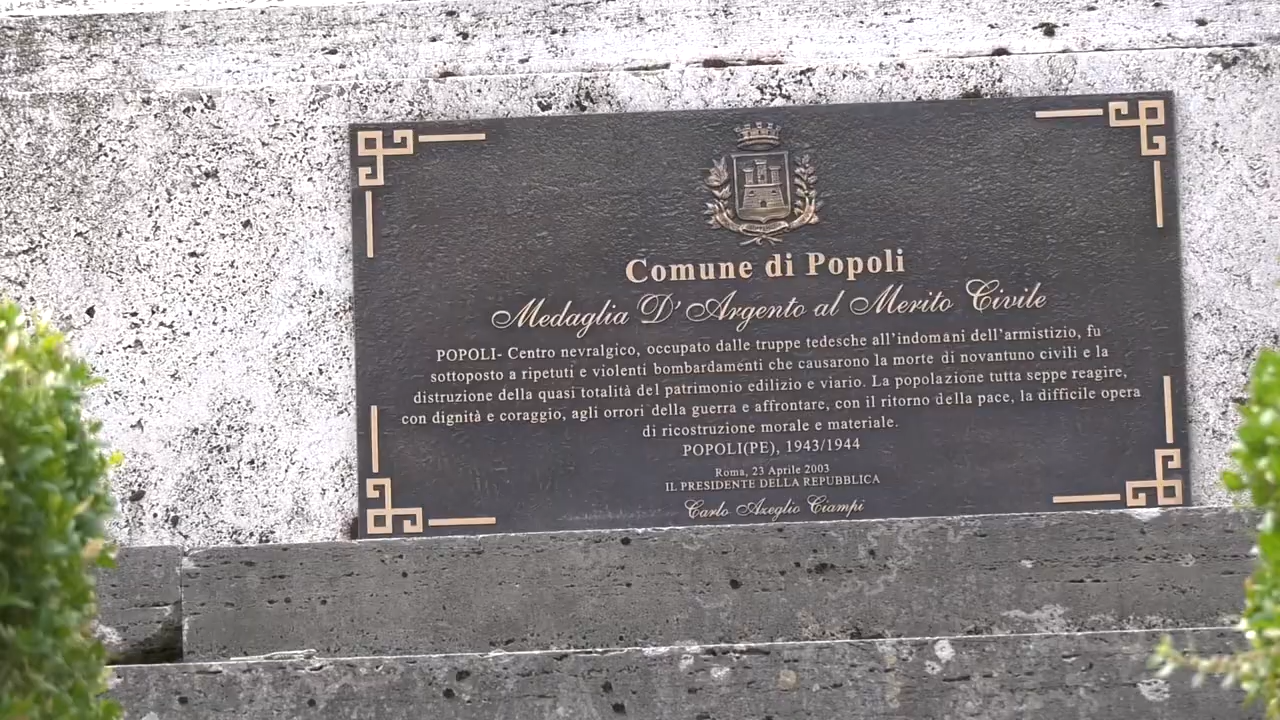 Comune di Popoli
Medaglia D'Argento al Merito Civile
POPOLI- Centro nevralgico, occupato dalle truppe tedesche all'indomani dell'armistizio, fu
sottoposto a ripetuti e violenti bombardamenti che causarono la morte di novantuno civili e la
distruzione della quasi totalità del patrimonio edilizio e viario. La popolazione tutta seppe reagire,
con dignità e coraggio, agli orrori della guerra e affrontare, con il ritorno della pace, la difficile opera
di ricostruzione morale e materiale.
POPOLI(PE), 1943/1944
Roma, 23 Aprile 2003
IL PRESIDENTE DELLA REPUBBLICA
Carlo Azeglio Ciampi